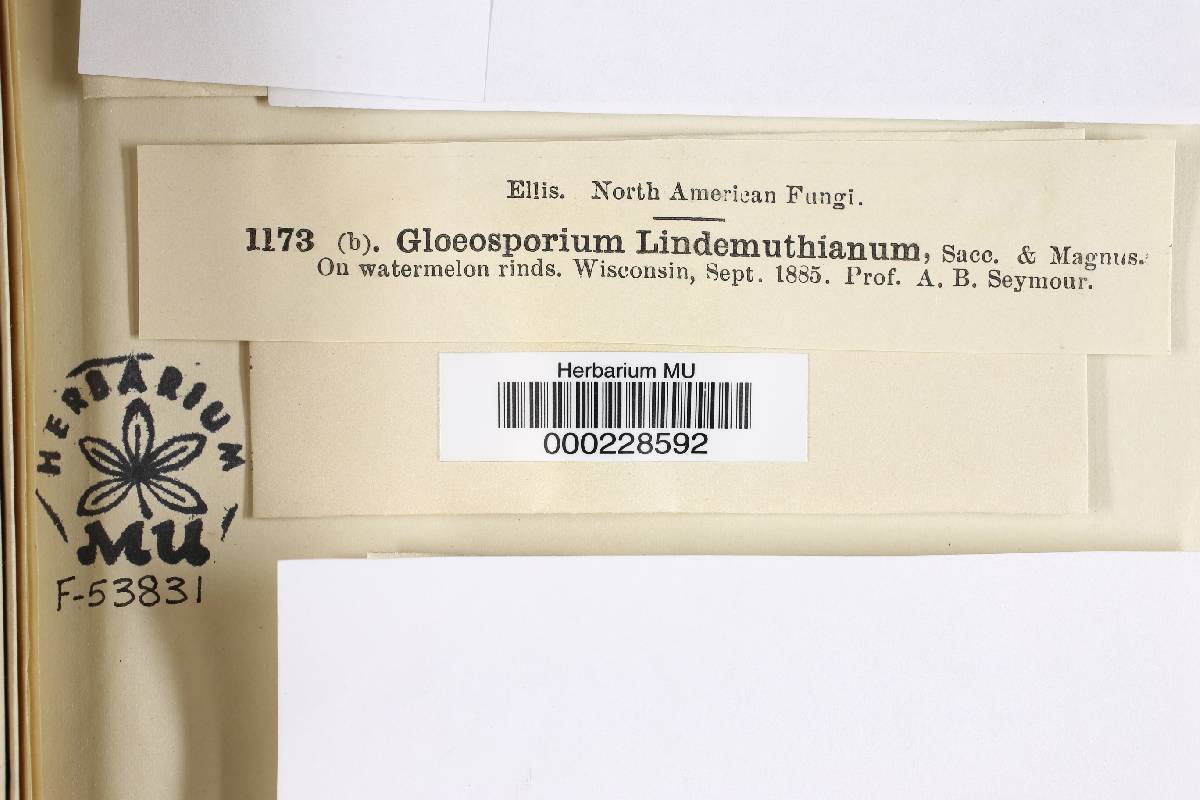 Ellis. North American Fungi.
1173 (b). Gloeosporium Lindemuthianum, Sacc. & Magnus.
On watermelon rinds. Wisconsin, Sept. 1885. Prof. A. B. Seymour.
Herbarium MU
000228592
HERBARIUM
MU
F-53831